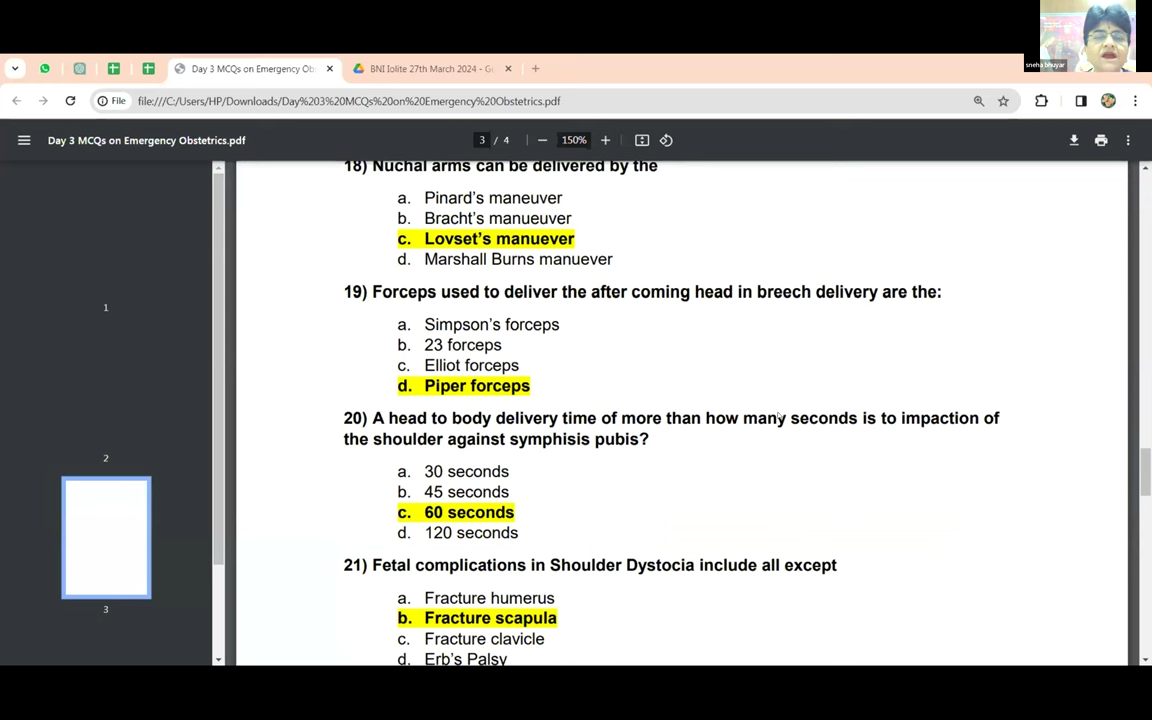 sneha bhuyar
Day 3 MCQs on Emergency Ob
BNI Iolite 27th March 2024 - G
File
file:///C:/Users/HP/Downloads/Day%203%20MCQs%20on%20Emergency%20Obstetrics.pdf
Day 3 MCQs on Emergency Obstetrics.pdf
3 / 4
150%
18) Nuchal arms can be delivered by the
a. Pinard's maneuver
b. Bracht's manueuver
c. Lovset's manuever
d. Marshall Burns manuever
19) Forceps used to deliver the after coming head in breech delivery are the:
a. Simpson's forceps
b. 23 forceps
c. Elliot forceps
d. Piper forceps
20) A head to body delivery time of more than how many seconds is to impaction of
the shoulder against symphisis pubis?
a. 30 seconds
b. 45 seconds
c. 60 seconds
d. 120 seconds
21) Fetal complications in Shoulder Dystocia include all except
a. Fracture humerus
b. Fracture scapula
c. Fracture clavicle
d. Erb's Palsy
1
2
3